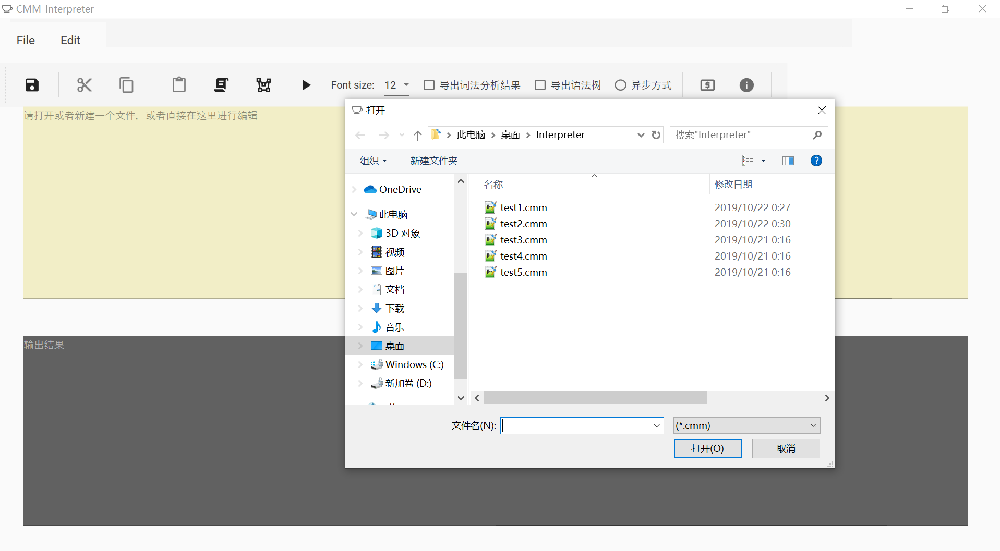 CMM_Interpreter
File Edit
Font size: 12 导出词法分析结果 导出语法树 异步方式
请打开或者新建一个文件，或者直接在这里进行编辑
打开
此电脑 桌面 Interpreter 搜索"Interpreter"
组织 新建文件夹
名称 修改日期
OneDrive
此电脑
3D 对象
视频
图片
文档
下载
音乐
桌面
Windows (C:)
新加卷 (D:)
test1.cmm 2019/10/22 0:27
test2.cmm 2019/10/22 0:30
test3.cmm 2019/10/21 0:16
test4.cmm 2019/10/21 0:16
test5.cmm 2019/10/21 0:16
文件名(N): (*.cmm)
打开(O) 取消
输出结果